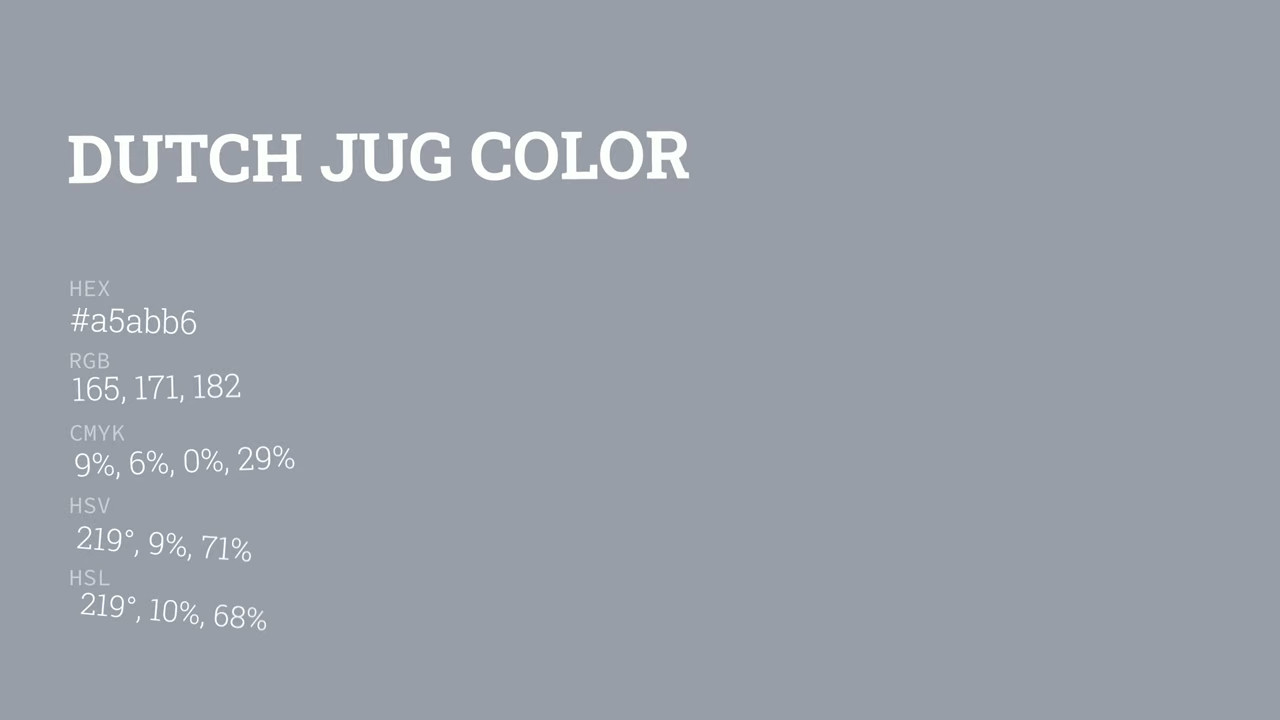 DUTCH JUG COLOR
HEX
#a5abb6
RGB
165, 171, 182
CMYK
9%, 6%, 0%, 29%
HSV
219°, 9%, 71%
HSL
219°, 10%, 68%